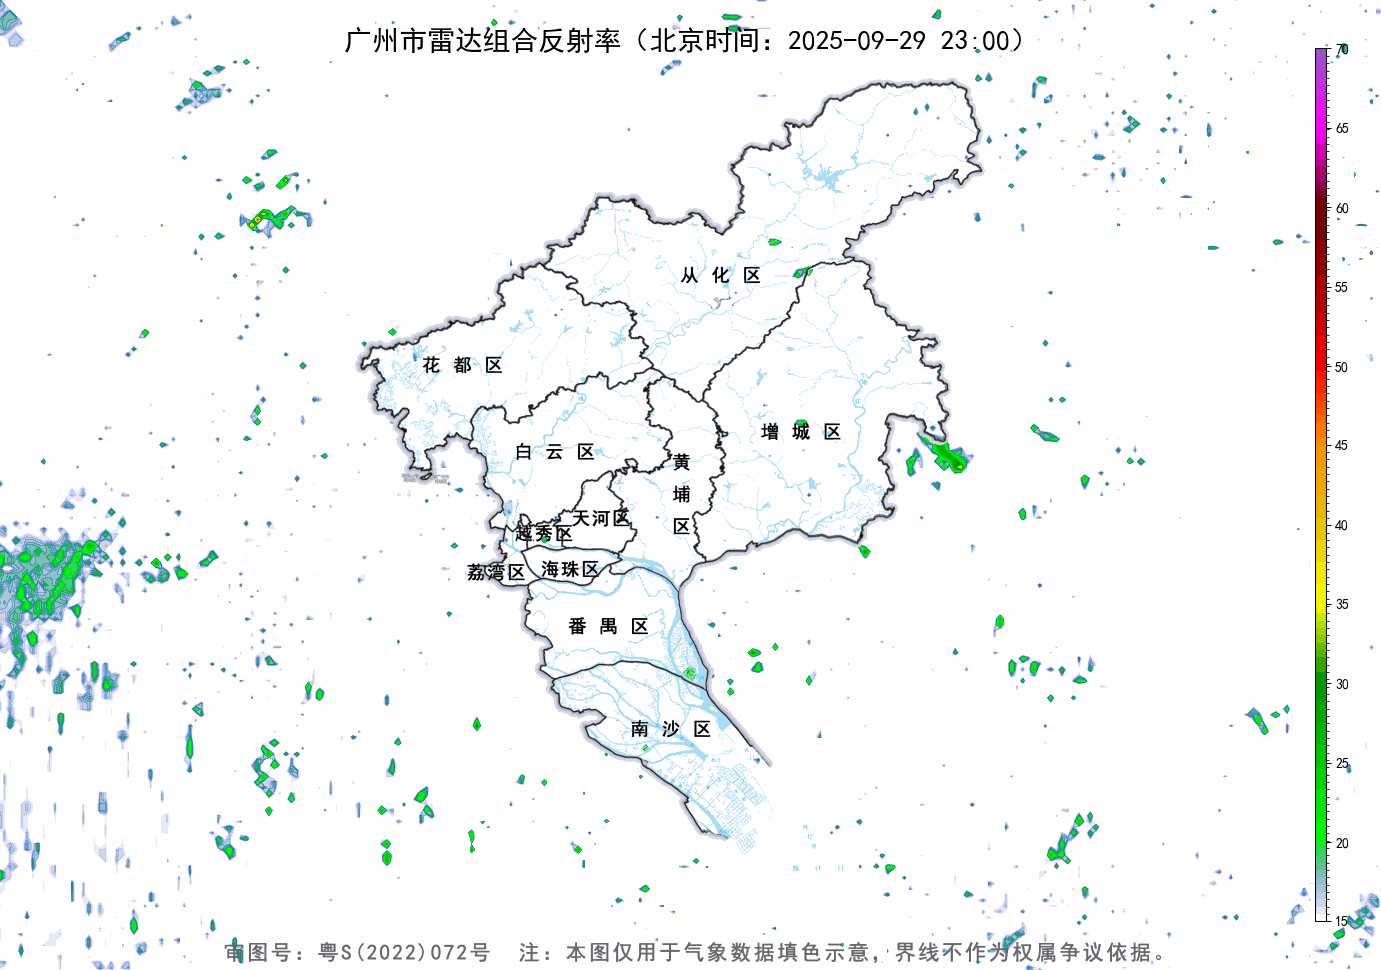 广州市雷达组合反射率（北京时间：2025-09-29 23:00）
70
65
60
55
50
45
40
35
30
25
20
15
从化区
花都区
增城区
白云区
黄埔区
天河区
越秀区
海珠区
荔湾区
番禺区
南沙区
审图号：粤S(2022)072号 注：本图仅用于气象数据填色示意，界线不作为权属争议依据。